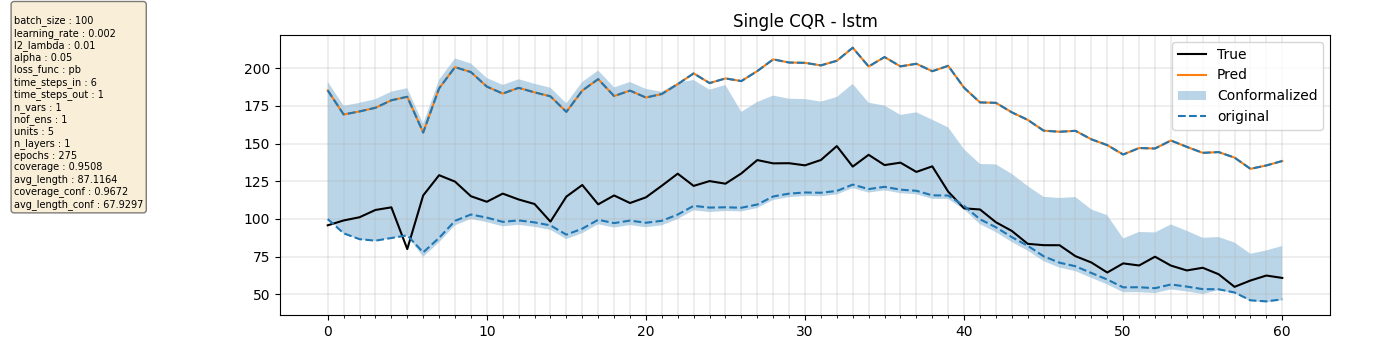 batch_size : 100
learning_rate : 0.002
l2_lambda : 0.01
alpha : 0.05
loss_func : pb
time_steps_in : 6
time_steps_out : 1
n_vars : 1
nof_ens : 1
units : 5
n_layers : 1
epochs : 275
coverage : 0.9508
avg_length : 87.1164
coverage_conf : 0.9672
avg_length_conf : 67.9297
Single CQR - lstm
True
Pred
Conformalized
original
200
175
150
125
100
75
50
0 10 20 30 40 50 60